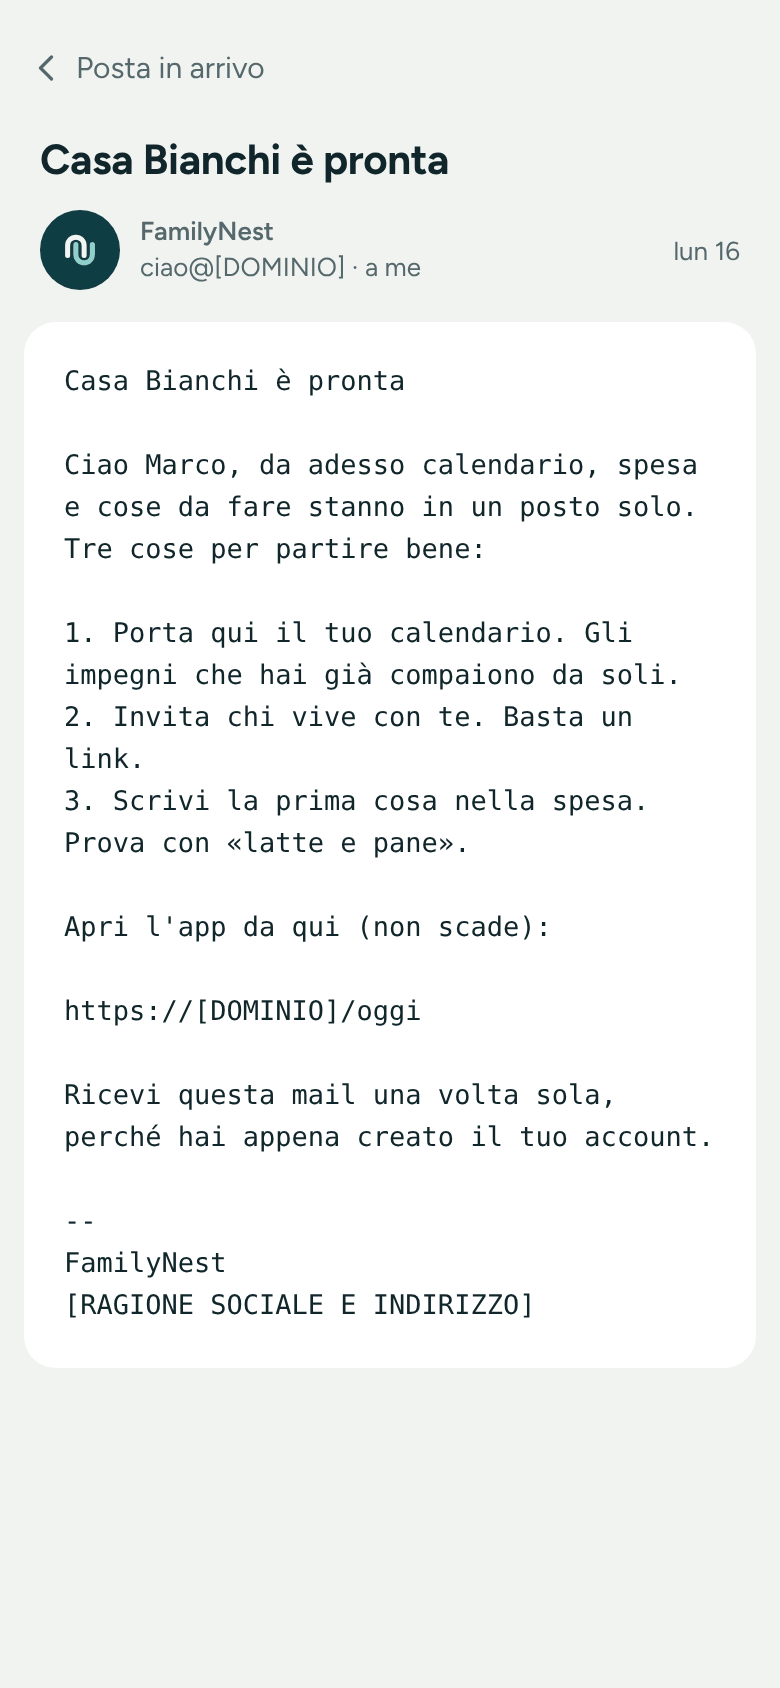 Posta in arrivo
Casa Bianchi è pronta
FamilyNest
ciao@[DOMINIO] · a me
lun 16
Casa Bianchi è pronta
Ciao Marco, da adesso calendario, spesa
e cose da fare stanno in un posto solo.
Tre cose per partire bene:
1. Porta qui il tuo calendario. Gli
impegni che hai già compaiono da soli.
2. Invita chi vive con te. Basta un
link.
3. Scrivi la prima cosa nella spesa.
Prova con «latte e pane».
Apri l'app da qui (non scade):
https://[DOMINIO]/oggi
Ricevi questa mail una volta sola,
perché hai appena creato il tuo account.
--
FamilyNest
[RAGIONE SOCIALE E INDIRIZZO]